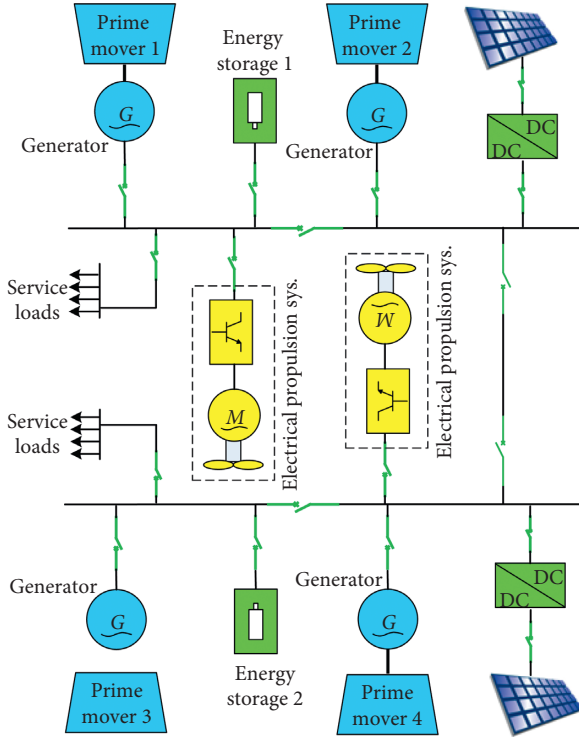 Prime
mover 1
Energy
storage 1
Prime
mover 2
G
Generator
G
Generator
DC
DC
Service
loads
Electrical propulsion sys.
M
Electrical propulsion sys.
M
Service
loads
Generator
G
Energy
storage 2
Generator
G
DC
DC
Prime
mover 3
Prime
mover 4